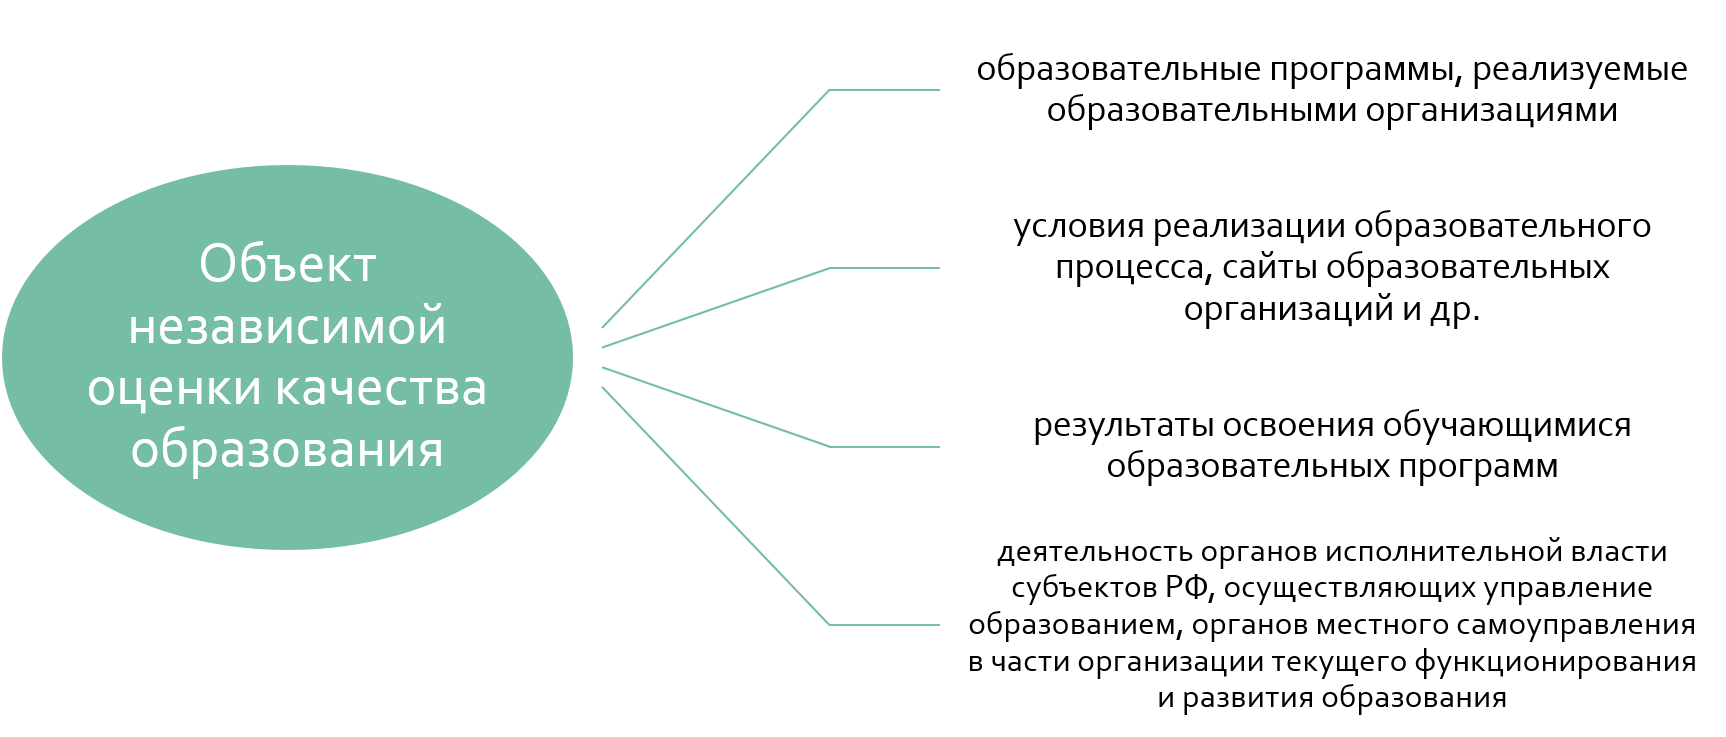 Объект
независимой
оценки качества
образования
образовательные программы, реализуемые
образовательными организациями
условия реализации образовательного
процесса, сайты образовательных
организаций и др.
результаты освоения обучающимися
образовательных программ
деятельность органов исполнительной власти
субъектов РФ, осуществляющих управление
образованием, органов местного самоуправления
в части организации текущего функционирования
и развития образования